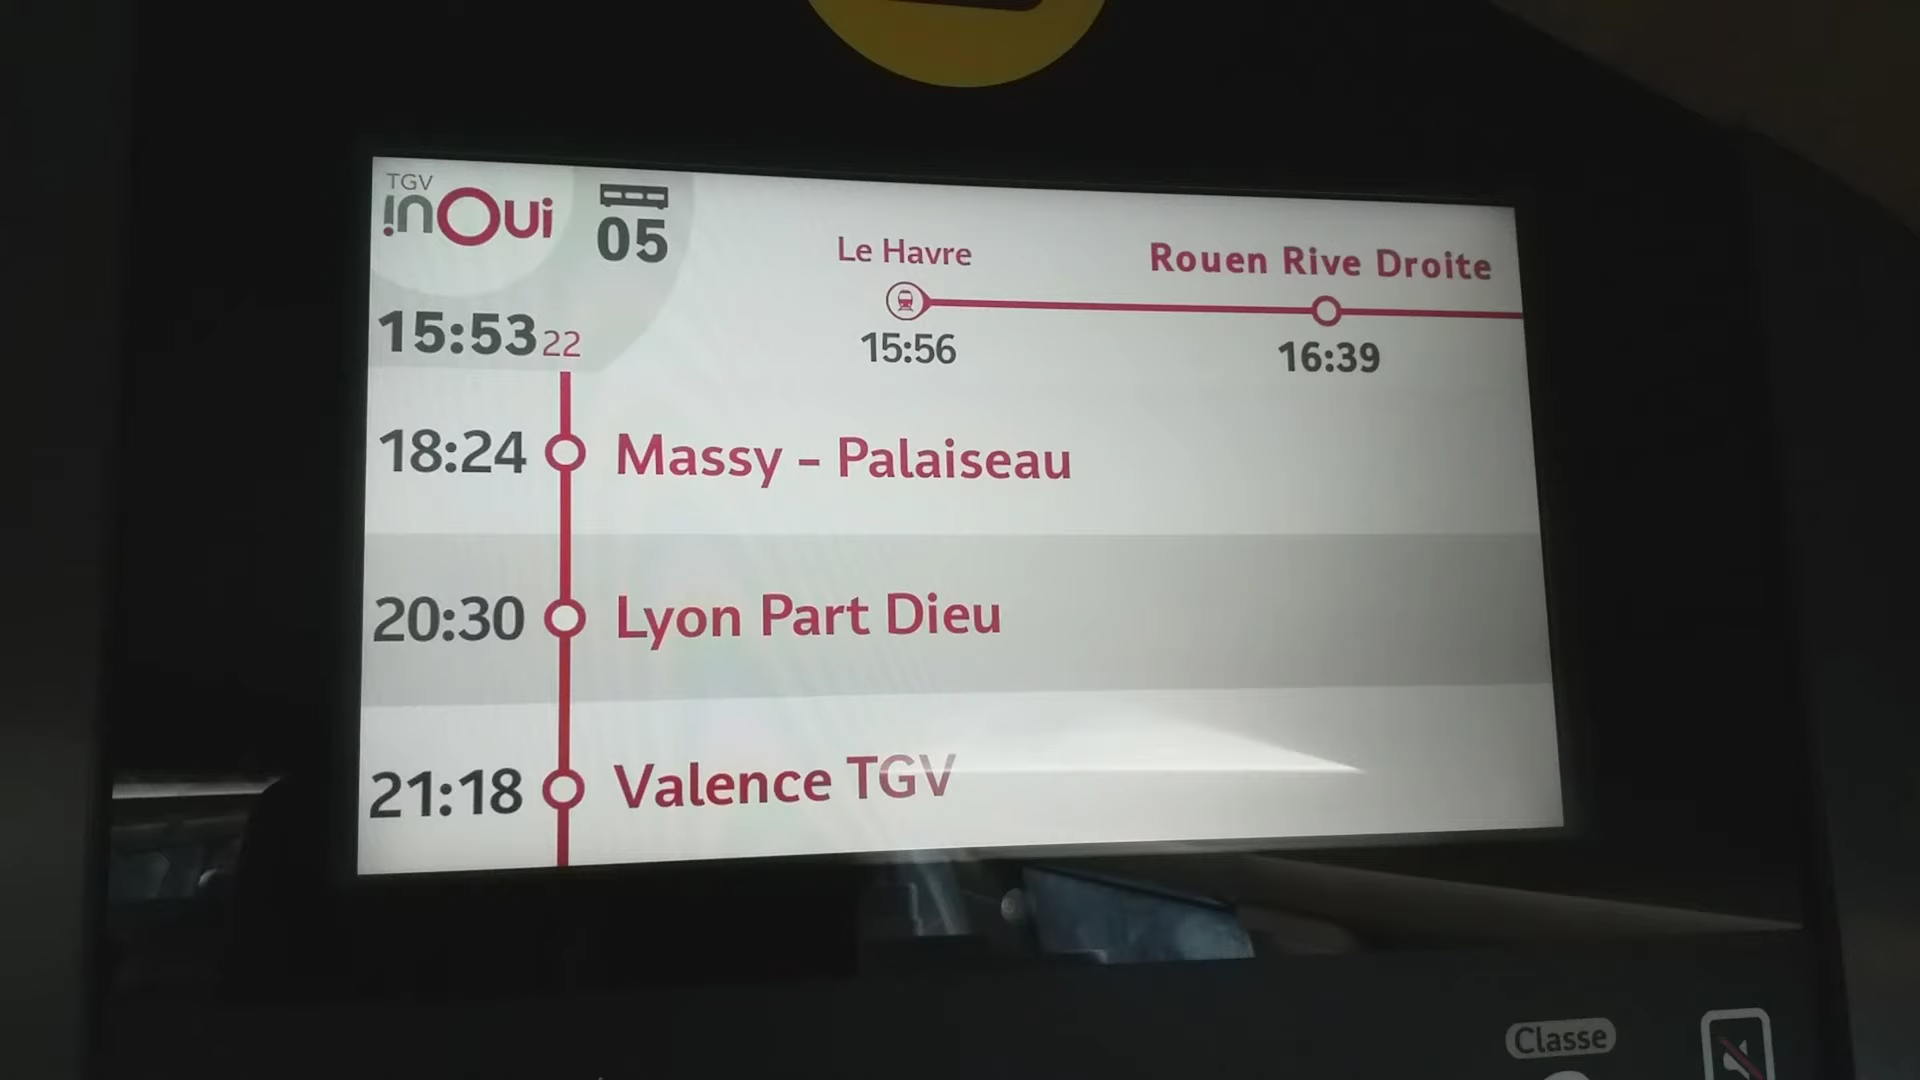 TGV
inOui
05
15:53 22
Le Havre
Rouen Rive Droite
15:56
16:39
18:24 Massy - Palaiseau
20:30 Lyon Part Dieu
21:18 Valence TGV
Classe